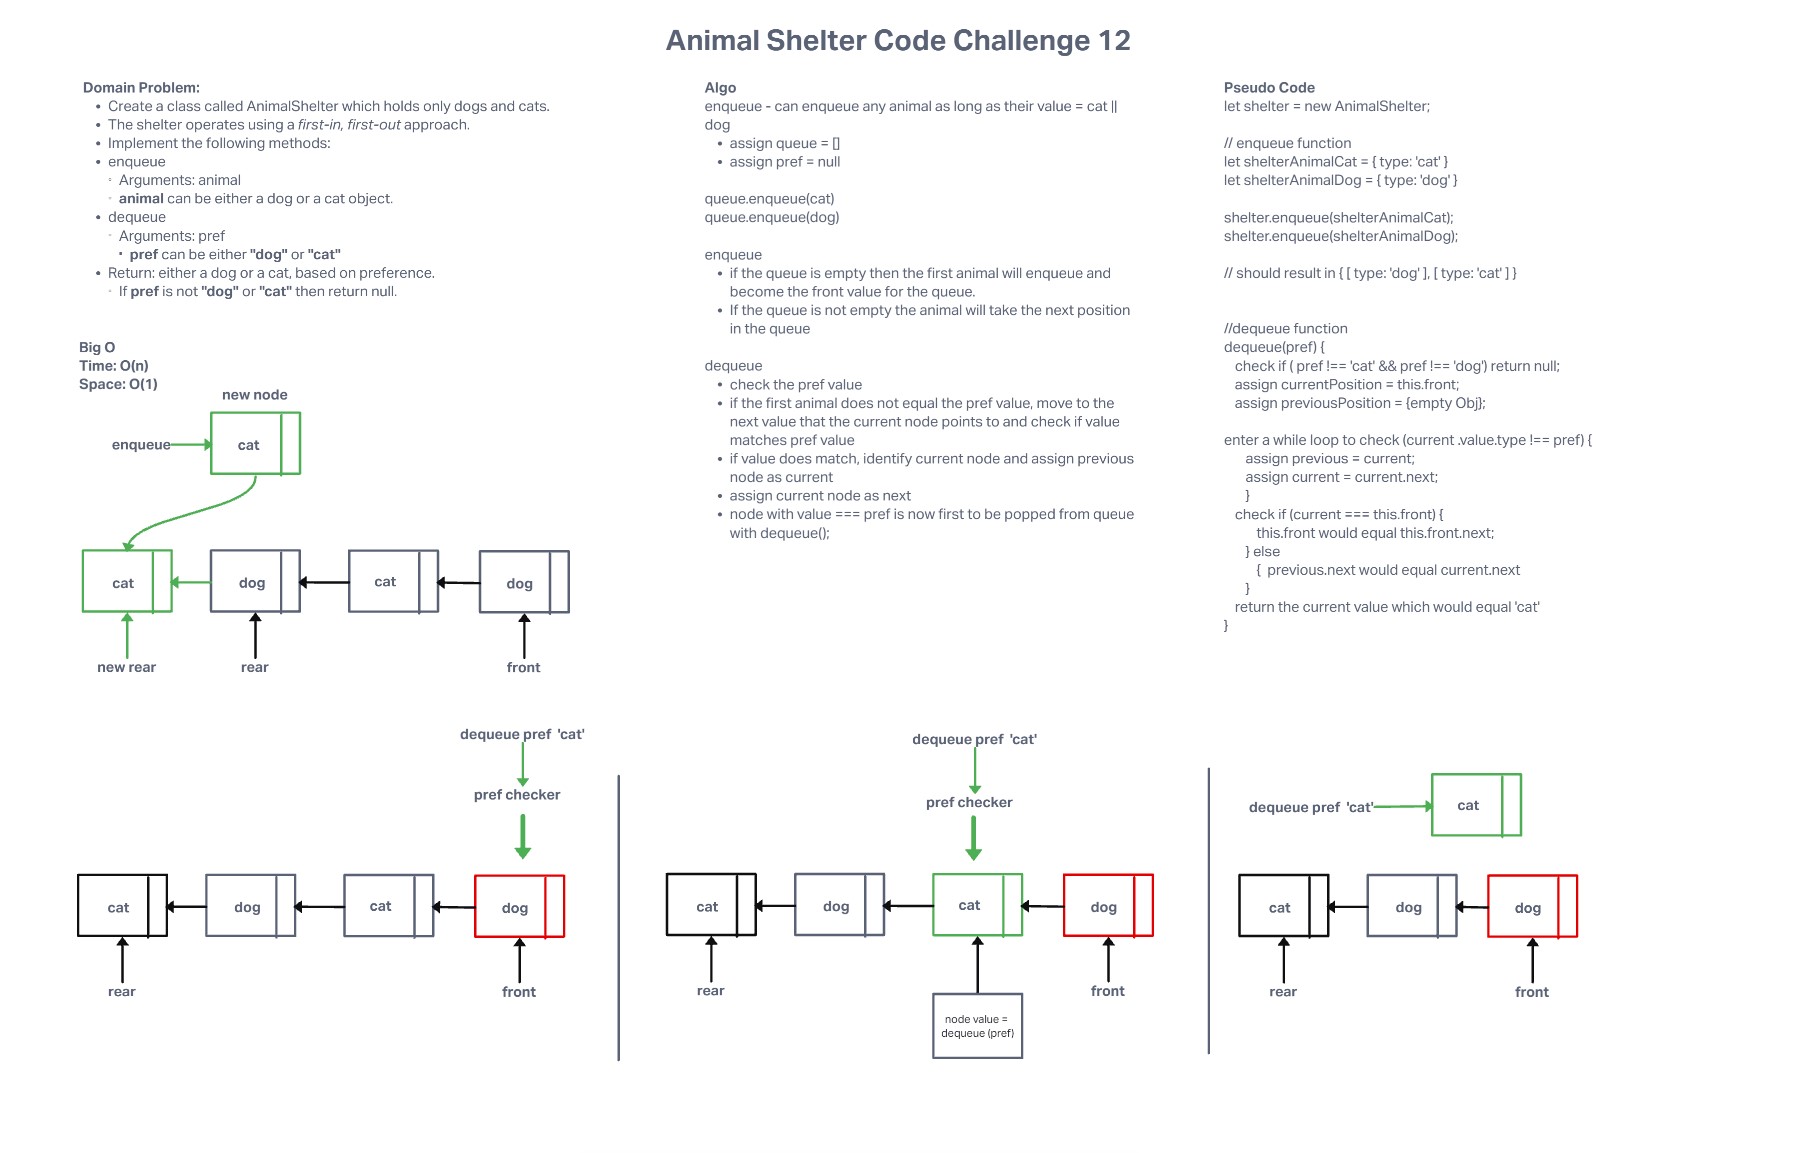 Animal Shelter Code Challenge 12
Domain Problem:
• Create a class called AnimalShelter which holds only dogs and cats.
• The shelter operates using a first-in, first-out approach.
• Implement the following methods:
• enqueue
◦ Arguments: animal
◦ animal can be either a dog or a cat object.
• dequeue
◦ Arguments: pref
▪ pref can be either "dog" or "cat"
• Return: either a dog or a cat, based on preference.
◦ If pref is not "dog" or "cat" then return null.
Big O
Time: O(n)
Space: O(1)
new node
enqueue
cat
cat
dog
cat
dog
new rear
rear
front
Algo
enqueue - can enqueue any animal as long as their value = cat ||
dog
• assign queue = []
• assign pref = null
queue.enqueue(cat)
queue.enqueue(dog)
enqueue
• if the queue is empty then the first animal will enqueue and
become the front value for the queue.
• If the queue is not empty the animal will take the next position
in the queue
dequeue
• check the pref value
• if the first animal does not equal the pref value, move to the
next value that the current node points to and check if value
matches pref value
• if value does match, identify current node and assign previous
node as current
• assign current node as next
• node with value === pref is now first to be popped from queue
with dequeue();
Pseudo Code
let shelter = new AnimalShelter;
// enqueue function
let shelterAnimalCat = { type: 'cat' }
let shelterAnimalDog = { type: 'dog' }
shelter.enqueue(shelterAnimalCat);
shelter.enqueue(shelterAnimalDog);
// should result in { [ type: 'dog' ], [ type: 'cat' ] }
//dequeue function
dequeue(pref) {
check if ( pref !== 'cat' && pref !== 'dog') return null;
assign currentPosition = this.front;
assign previousPosition = {empty Obj};
enter a while loop to check (current .value.type !== pref) {
assign previous = current;
assign current = current.next;
}
check if (current === this.front) {
this.front would equal this.front.next;
} else
{ previous.next would equal current.next
}
return the current value which would equal 'cat'
}
dequeue pref 'cat'
pref checker
cat
dog
cat
dog
rear
front
dequeue pref 'cat'
pref checker
cat
dog
cat
dog
rear
front
node value =
dequeue (pref)
dequeue pref 'cat'
cat
cat
dog
dog
rear
front